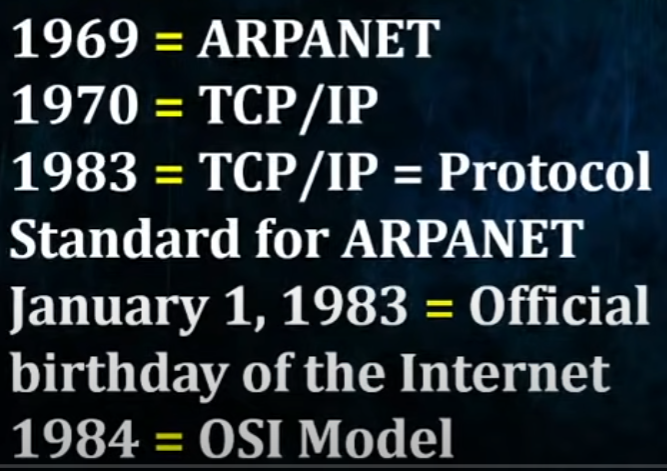 1969 = ARPANET
1970 = TCP/IP
1983 = TCP/IP = Protocol
Standard for ARPANET
January 1, 1983 = Official
birthday of the Internet
1984 = OSI Model